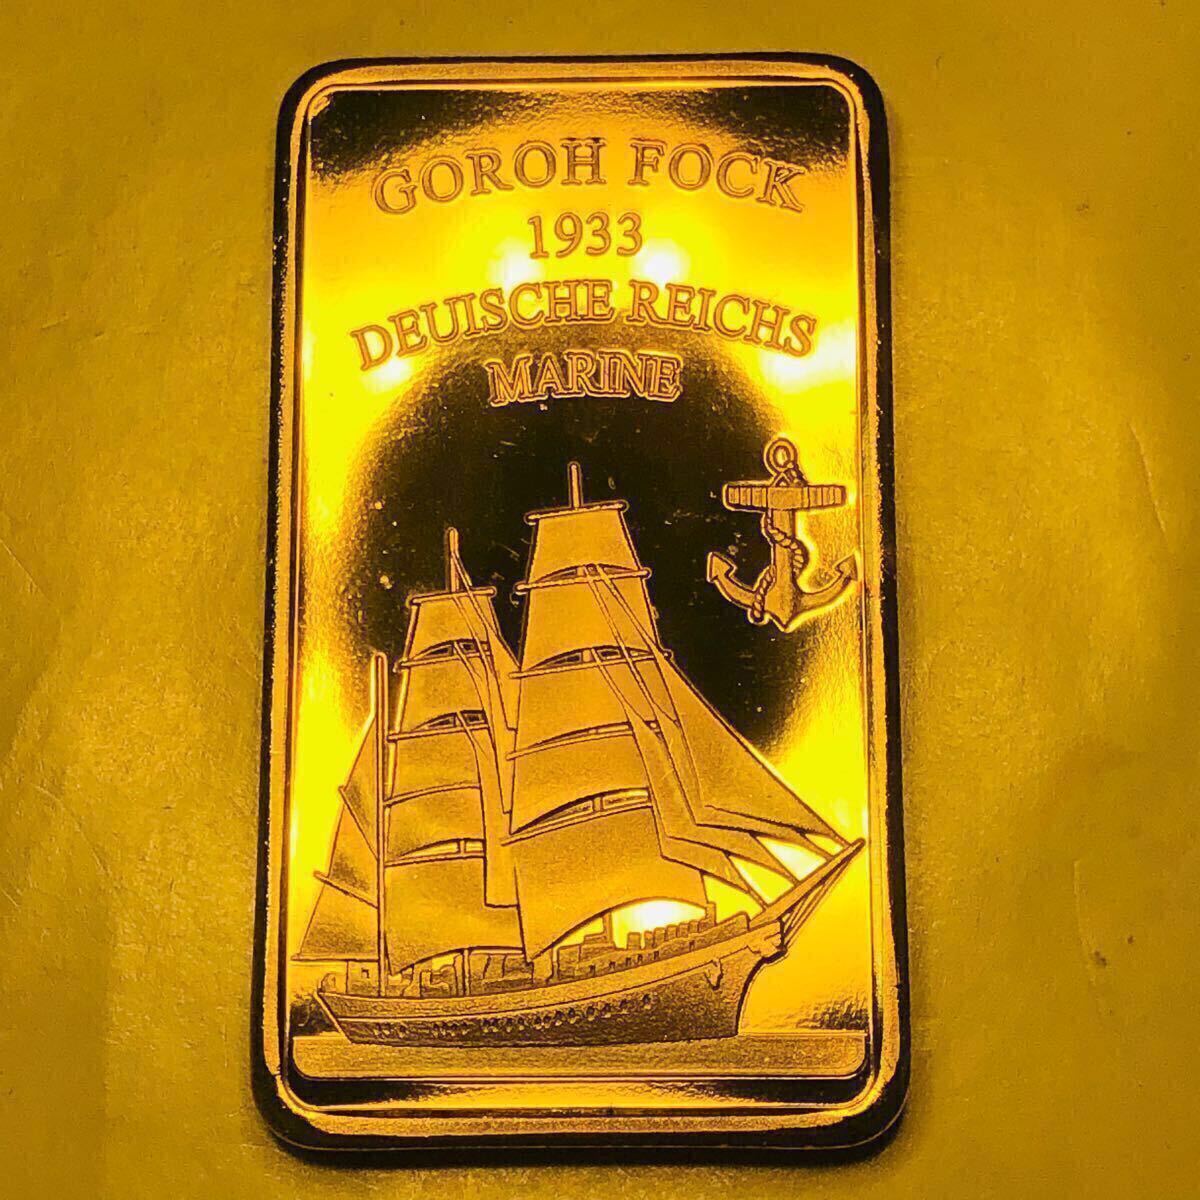 GOROH FOCK
1933
DEUISCHE REICHS
MARINE